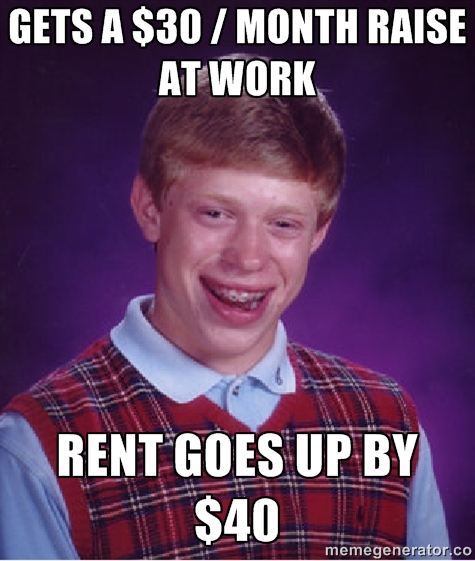 GETS A $30 / MONTH RAISE
AT WORK
RENT GOES UP BY
$40
memegenerator.co